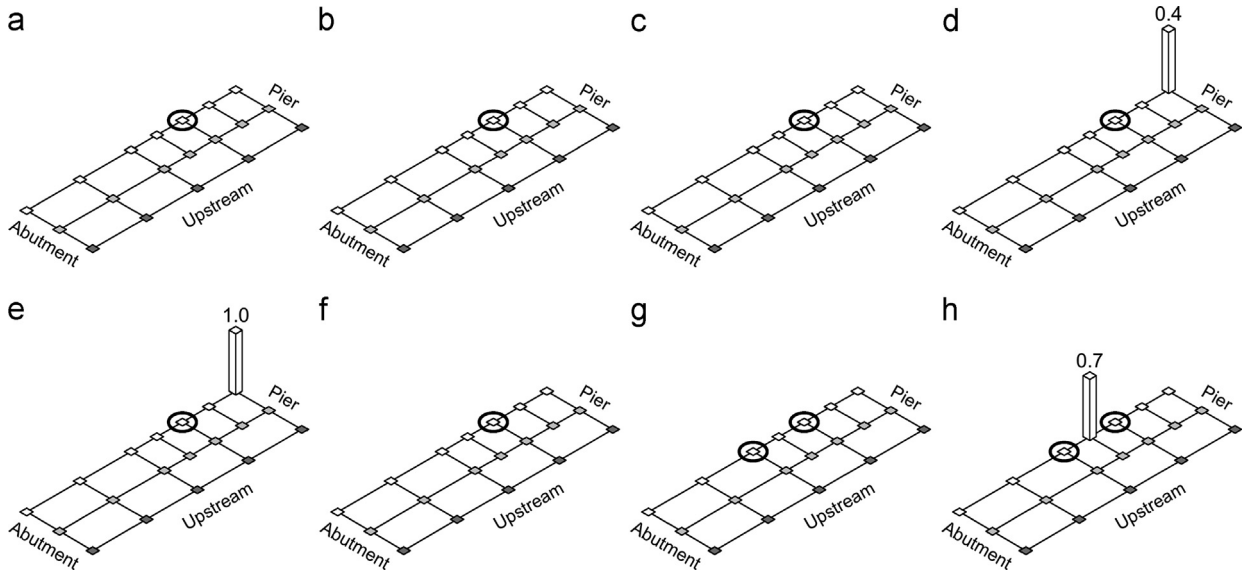 a
b
c
d
0.4
Pier
Pier
Pier
Pier
Upstream
Upstream
Upstream
Upstream
Abutment
Abutment
Abutment
Abutment
e
f
g
h
1.0
0.7
Pier
Pier
Pier
Pier
Upstream
Upstream
Upstream
Upstream
Abutment
Abutment
Abutment
Abutment